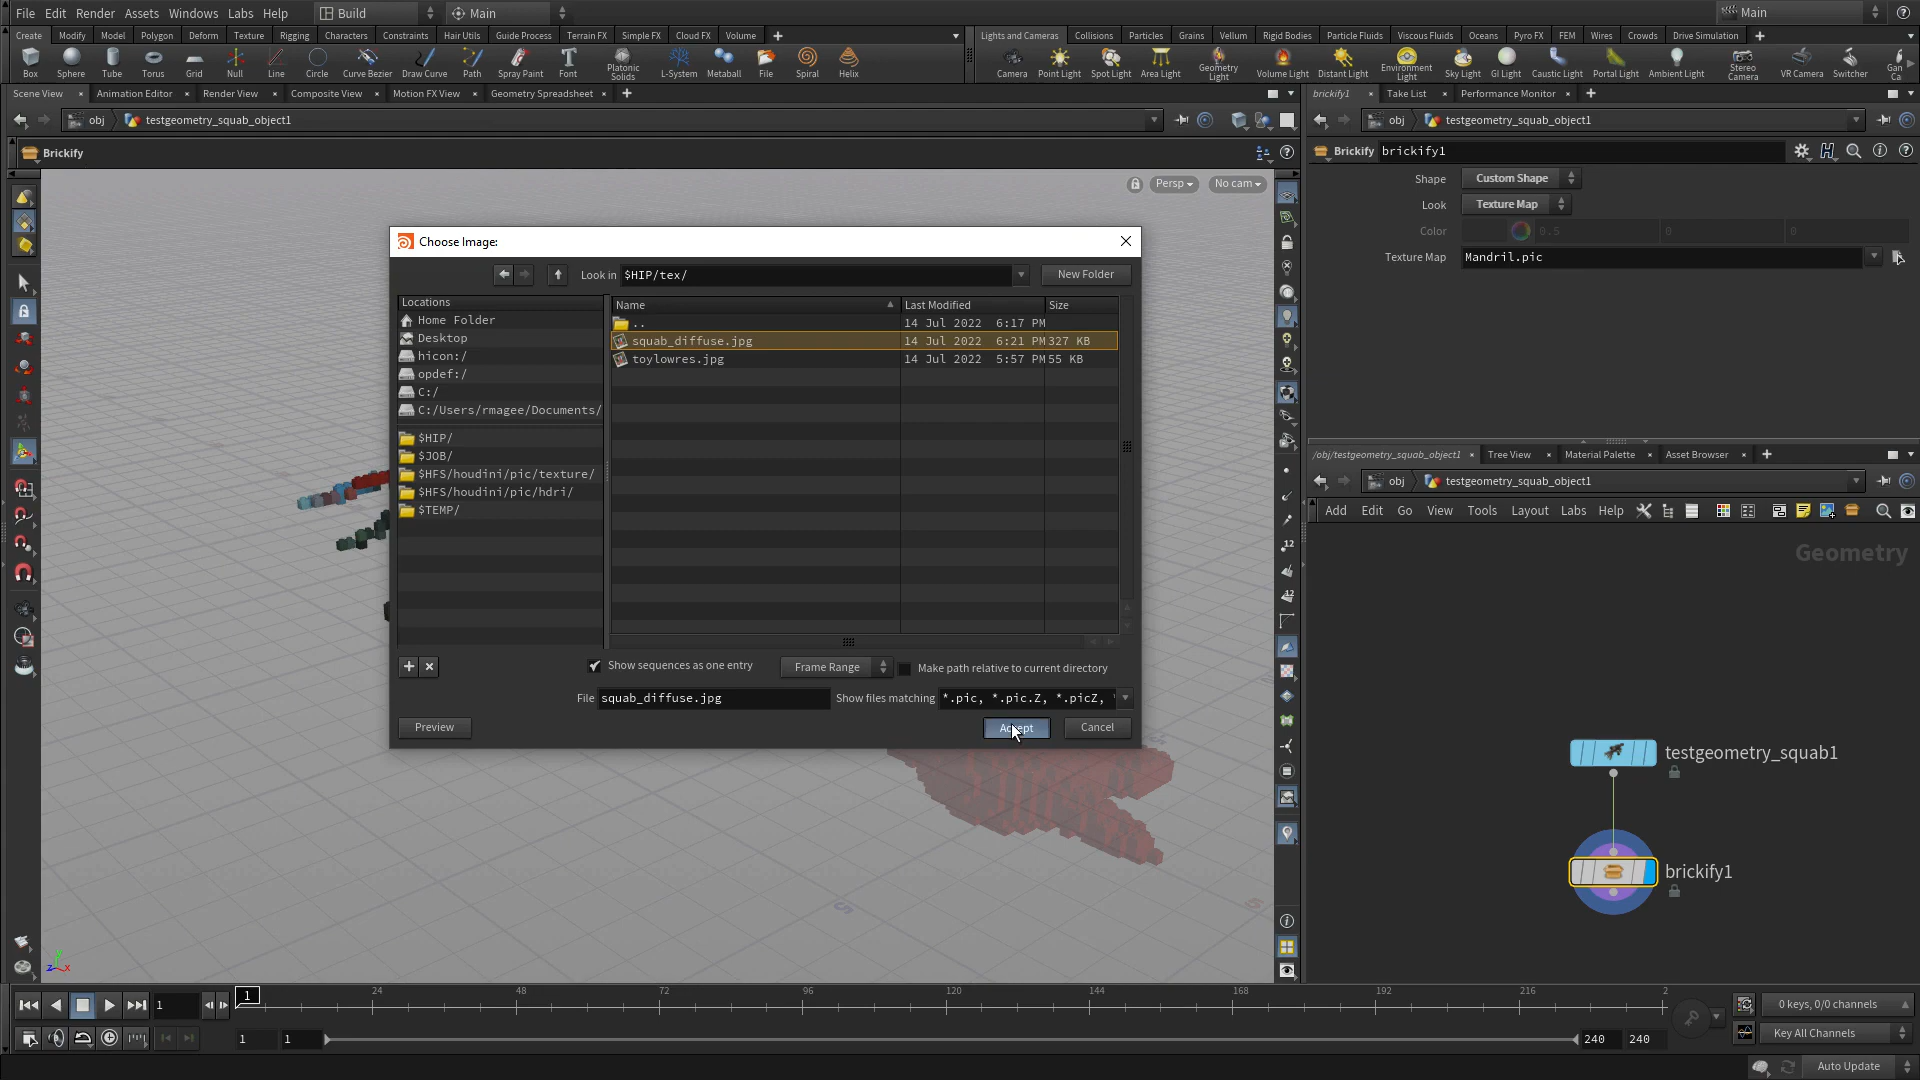 File Edit Render Assets Windows Labs Help Build Main Main
Create Modify Model Polygon Deform Texture Rigging Characters Constraints Hair Utils Guide Process Terrain FX Simple FX Cloud FX Volume
Lights and Cameras Collisions Particles Grains Vellum Rigid Bodies Particle Fluids Viscous Fluids Oceans Pyro FX FEM Wires Crowds Drive Simulation
Box Sphere Tube Torus Grid Null Line Circle Curve Bezier Draw Curve Path Spray Paint Font Platonic Solids L-System Metaball File Spiral Helix
Camera Point Light Spot Light Area Light Geometry Light Volume Light Distant Light Environment Light Sky Light GI Light Caustic Light Portal Light Ambient Light Stereo Camera VR Camera Switcher Gan Ca
Scene View Animation Editor Render View Composite View Motion FX View Geometry Spreadsheet
brickify1 Take List Performance Monitor
obj testgeometry_squab_object1
obj testgeometry_squab_object1
Brickify
Brickify brickify1
Persp No cam
Shape Custom Shape
Look Texture Map
Color 0.5 0 0
Texture Map Mandril.pic
Choose Image:
Look in $HIP/tex/ New Folder
Locations
Home Folder
Desktop
hicon:/
opdef:/
C:/
C:/Users/rmagee/Documents/
$HIP/
$JOB/
$HFS/houdini/pic/texture/
$HFS/houdini/pic/hdri/
$TEMP/
Name Last Modified Size
.. 14 Jul 2022 6:17 PM
squab_diffuse.jpg 14 Jul 2022 6:21 PM 327 KB
toylowres.jpg 14 Jul 2022 5:57 PM 55 KB
Show sequences as one entry Frame Range Make path relative to current directory
File squab_diffuse.jpg Show files matching *.pic, *.pic.Z, *.picZ,
Preview Accept Cancel
/obj/testgeometry_squab_object1 Tree View Material Palette Asset Browser
obj testgeometry_squab_object1
Add Edit Go View Tools Layout Labs Help
Geometry
testgeometry_squab1
brickify1
12
12
z x y
1 1 24 48 72 96 120 144 168 192 216 2
0 keys, 0/0 channels
1 1 240 240
Key All Channels
Auto Update